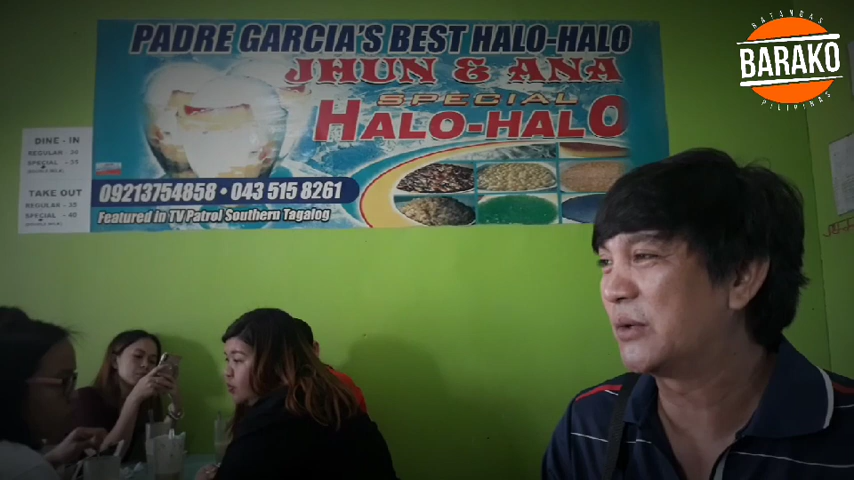 PADRE GARCIA'S BEST HALO-HALO
JHUN & ANA
SPECIAL
HALO-HALO
09213754858 • 043 515 8261
Featured in TV Patrol Southern Tagalog
DINE - IN
REGULAR - 30
SPECIAL - 35
TAKE OUT
REGULAR - 35
SPECIAL - 40
BATANGAS
BARAKO
PILIPINAS